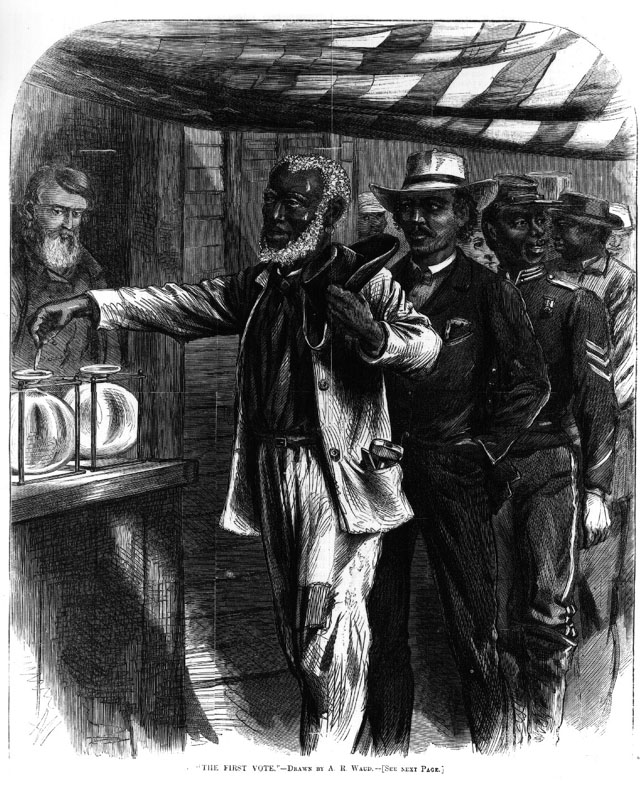 "THE FIRST VOTE."—DRAWN BY A. R. WAUD.—[SEE NEXT PAGE.]